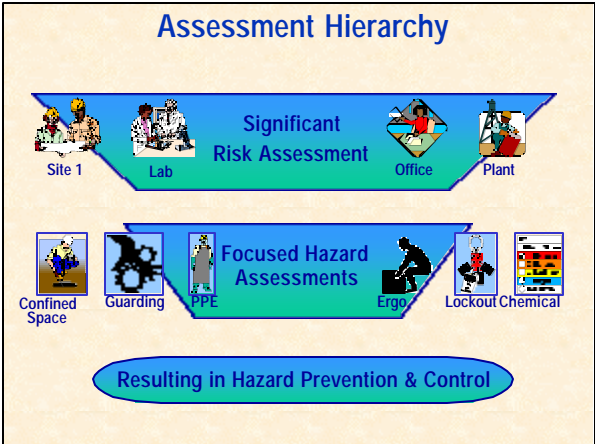 Assessment Hierarchy
Significant
Risk Assessment
Site 1
Lab
Office
Plant
Focused Hazard
Assessments
Confined
Space
Guarding
PPE
Ergo
Lockout
Chemical
Resulting in Hazard Prevention & Control